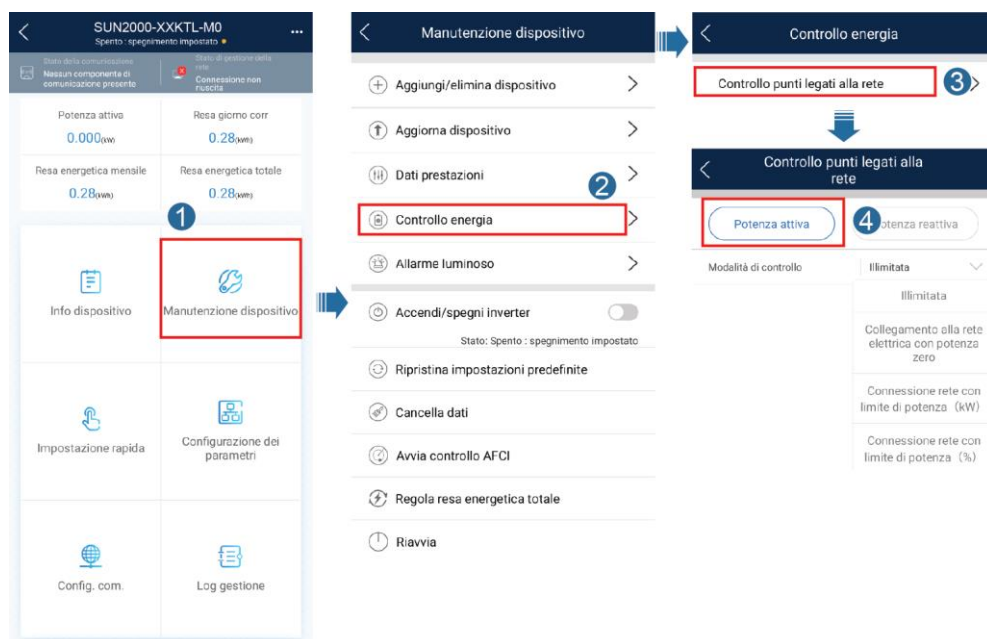 SUN2000-XXKTL-M0
Spento : spegnimento impostato
Stato della comunicazione
Nessun componente di
comunicazione presente
Stato di gestione della
rete
Connessione non
riuscita
Potenza attiva
0.000(kW)
Resa giorno corr
0.28(kWh)
Resa energetica mensile
0.28(kWh)
Resa energetica totale
0.28(kWh)
1
Info dispositivo
Manutenzione dispositivo
Impostazione rapida
Configurazione dei
parametri
Config. com.
Log gestione
Manutenzione dispositivo
Aggiungi/elimina dispositivo
Aggiorna dispositivo
Dati prestazioni
2
Controllo energia
Allarme luminoso
Accendi/spegni inverter
Stato: Spento : spegnimento impostato
Ripristina impostazioni predefinite
Cancella dati
Avvia controllo AFCI
Regola resa energetica totale
Riavvia
Controllo energia
Controllo punti legati alla rete
3
Controllo punti legati alla
rete
Potenza attiva
4
otenza reattiva
Modalità di controllo
Illimitata
Illimitata
Collegamento alla rete
elettrica con potenza
zero
Connessione rete con
limite di potenza (kW)
Connessione rete con
limite di potenza (%)